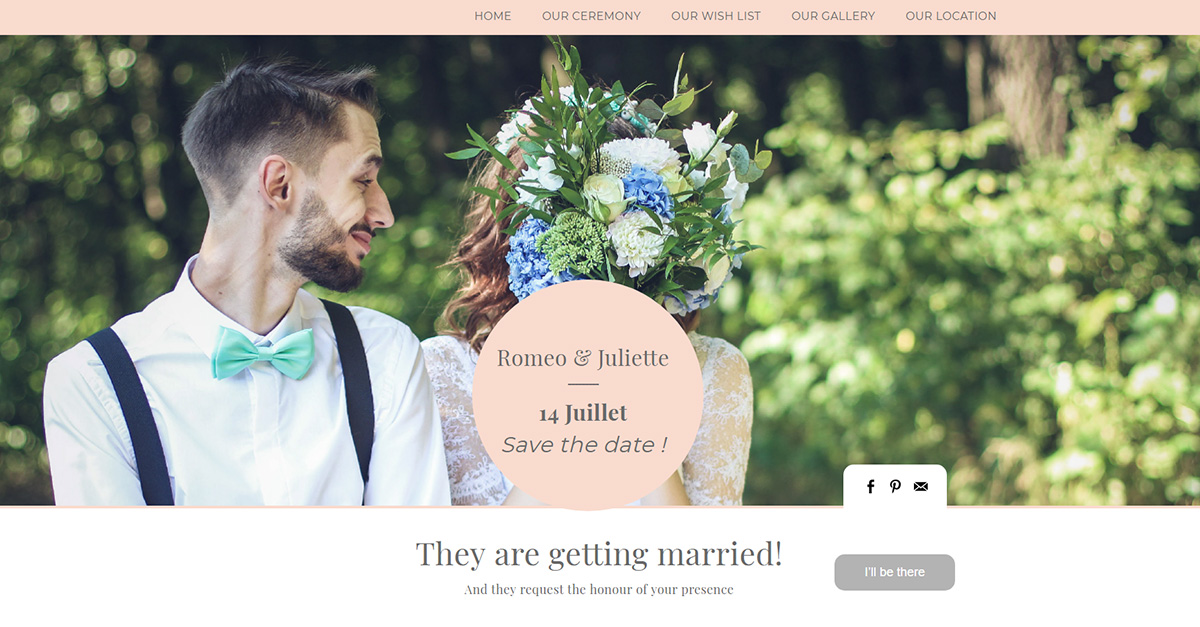 HOME OUR CEREMONY OUR WISH LIST OUR GALLERY OUR LOCATION
Romeo & Juliette
14 Juillet
Save the date !
They are getting married!
And they request the honour of your presence
I'll be there